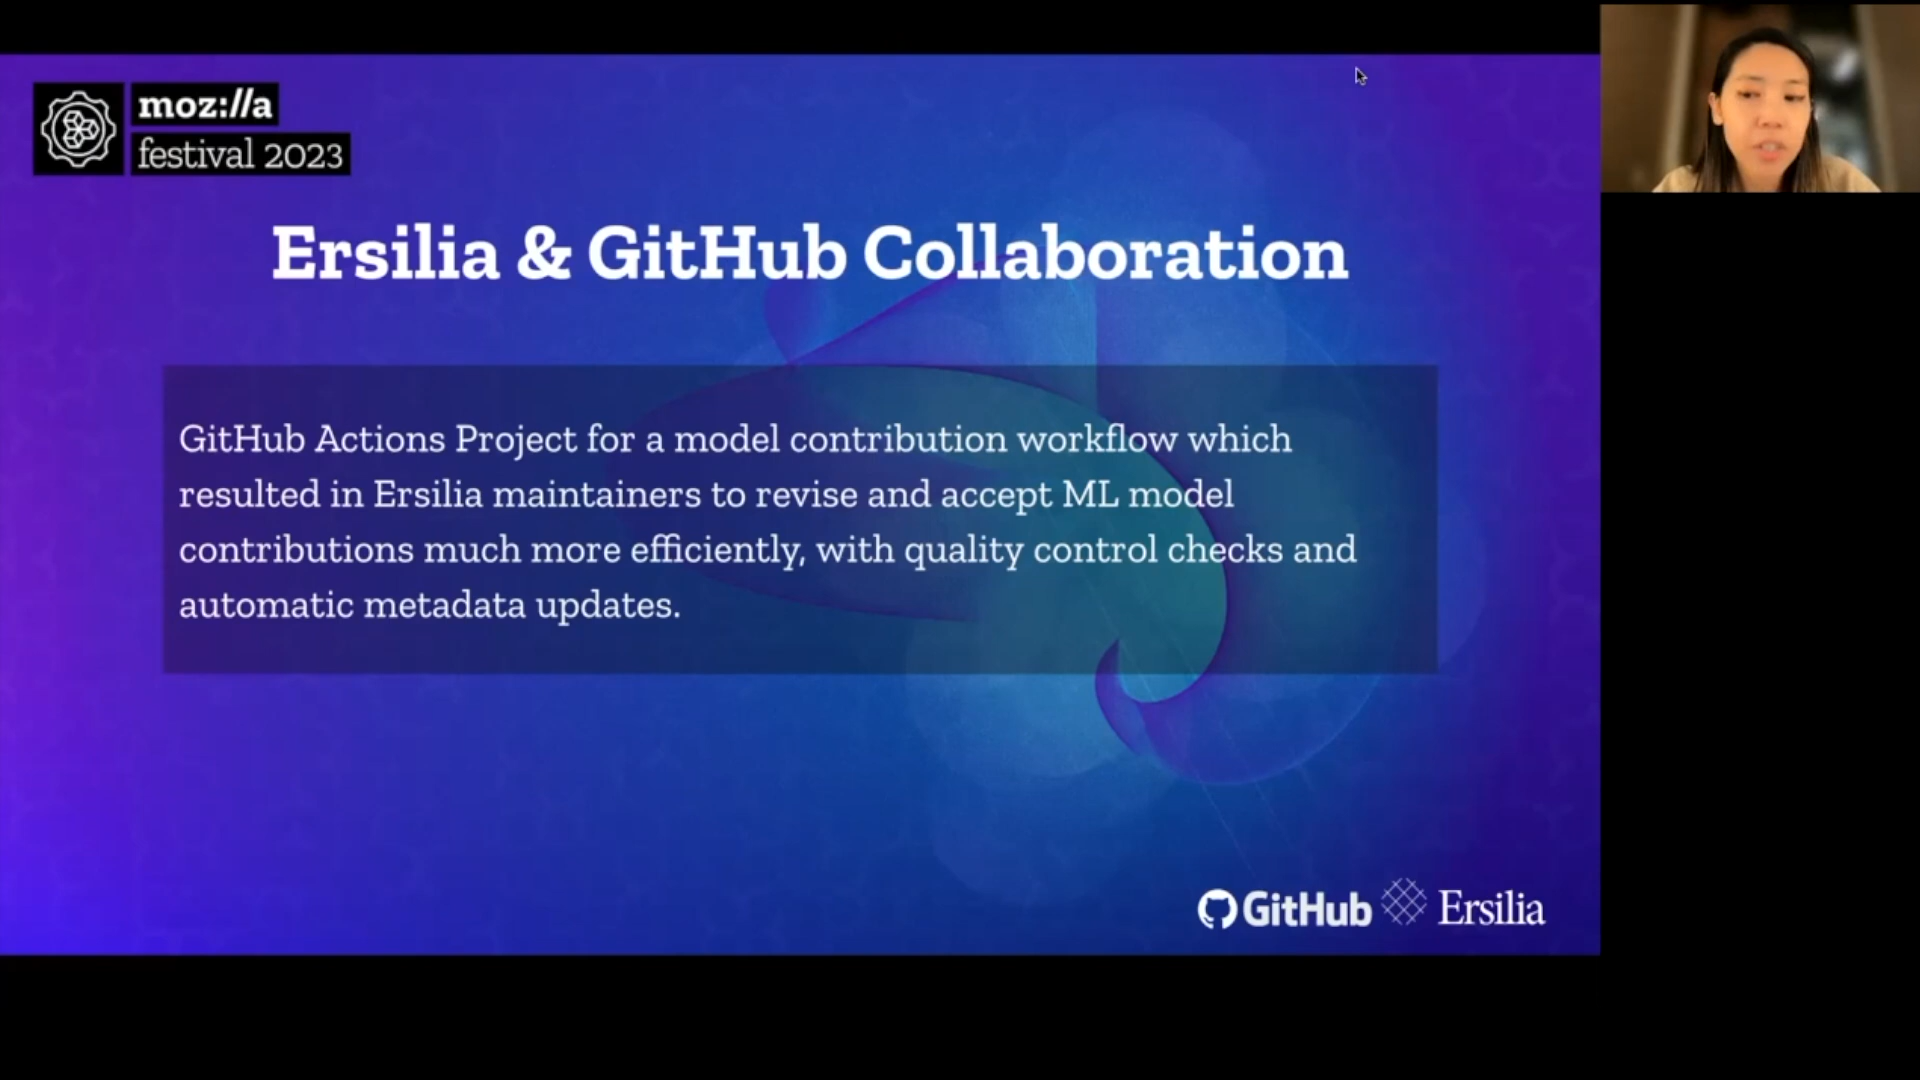 moz://a
festival 2023
Ersilia & GitHub Collaboration
GitHub Actions Project for a model contribution workflow which
resulted in Ersilia maintainers to revise and accept ML model
contributions much more efficiently, with quality control checks and
automatic metadata updates.
GitHub Ersilia